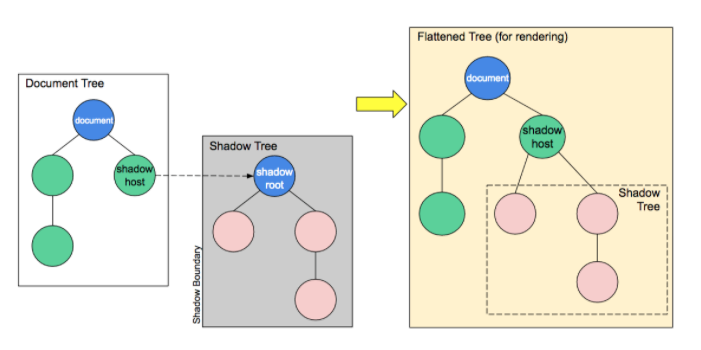 Document Tree
document
shadow
host
Shadow Tree
shadow
root
Shadow Boundary
Flattened Tree (for rendering)
document
shadow
host
Shadow
Tree